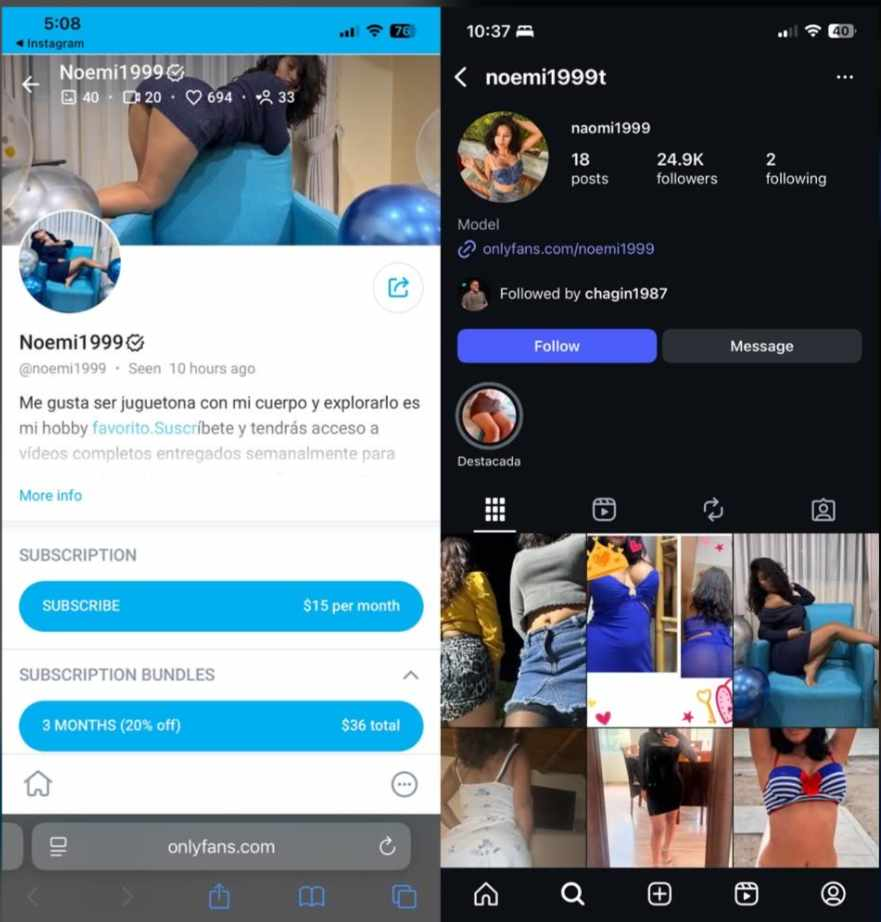 5:08
76
◀ Instagram
Noemi1999
40 · 20 · 694 · 33
Noemi1999
@noemi1999 · Seen 10 hours ago
Me gusta ser juguetona con mi cuerpo y explorarlo es
mi hobby favorito.Suscríbete y tendrás acceso a
vídeos completos entregados semanalmente para
More info
SUBSCRIPTION
SUBSCRIBE $15 per month
SUBSCRIPTION BUNDLES
3 MONTHS (20% off) $36 total
onlyfans.com
10:37
40
noemi1999t
naomi1999
18 24.9K 2
posts followers following
Model
onlyfans.com/noemi1999
Followed by chagin1987
Follow Message
Destacada